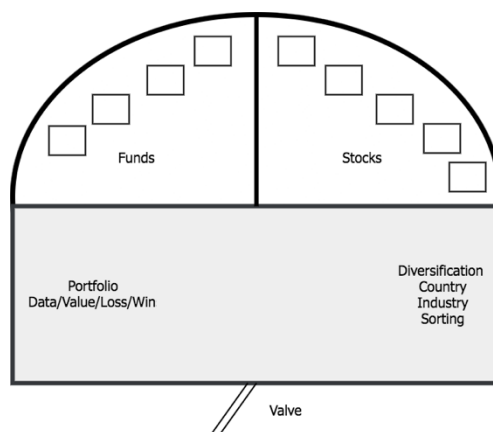 Funds
Stocks
Portfolio
Data/Value/Loss/Win
Diversification
Country
Industry
Sorting
Valve